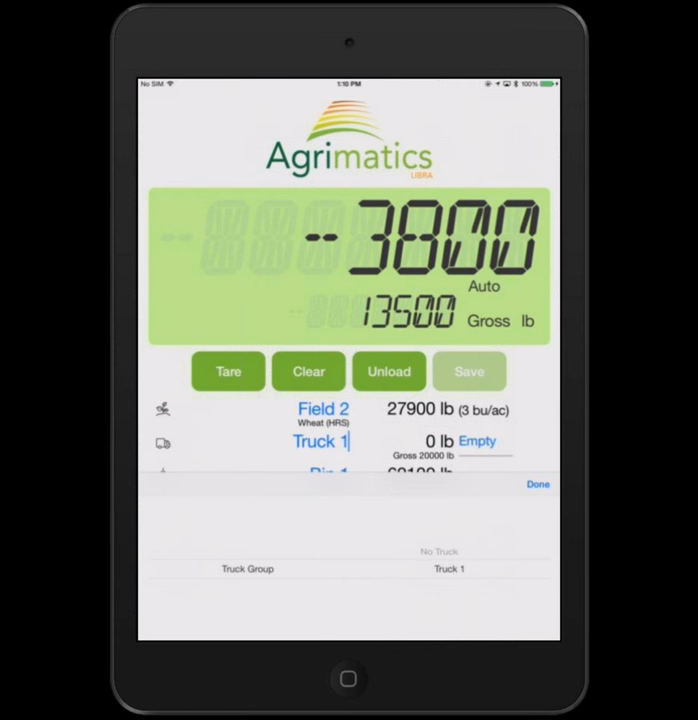 No SIM 1:10 PM 100%
Agrimatics
LIBRA
-3800
Auto
13500 Gross lb
Tare Clear Unload Save
Field 2 27900 lb (3 bu/ac)
Wheat (HRS)
Truck 1 0 lb Empty
Gross 20000 lb
Done
No Truck
Truck Group Truck 1